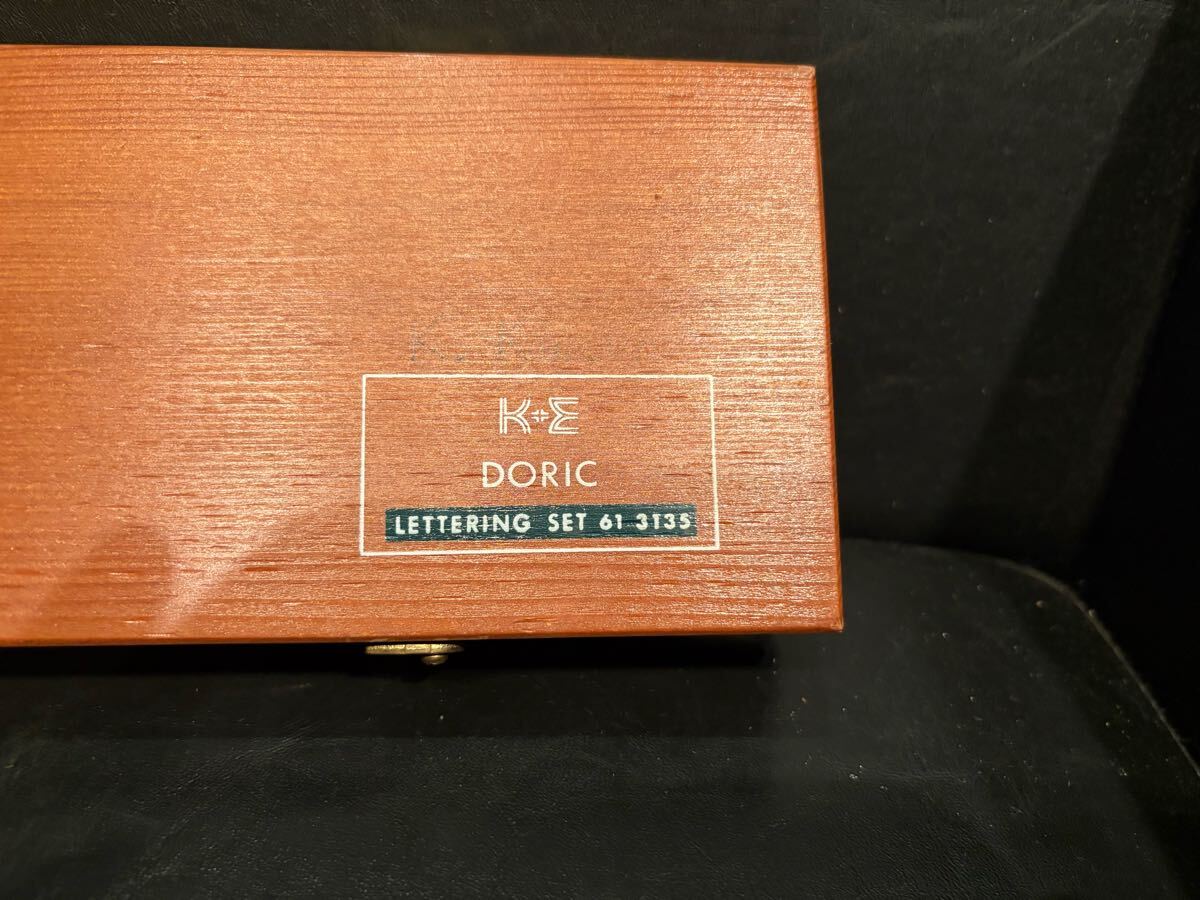 K+E
DORIC
LETTERING SET 61 3135